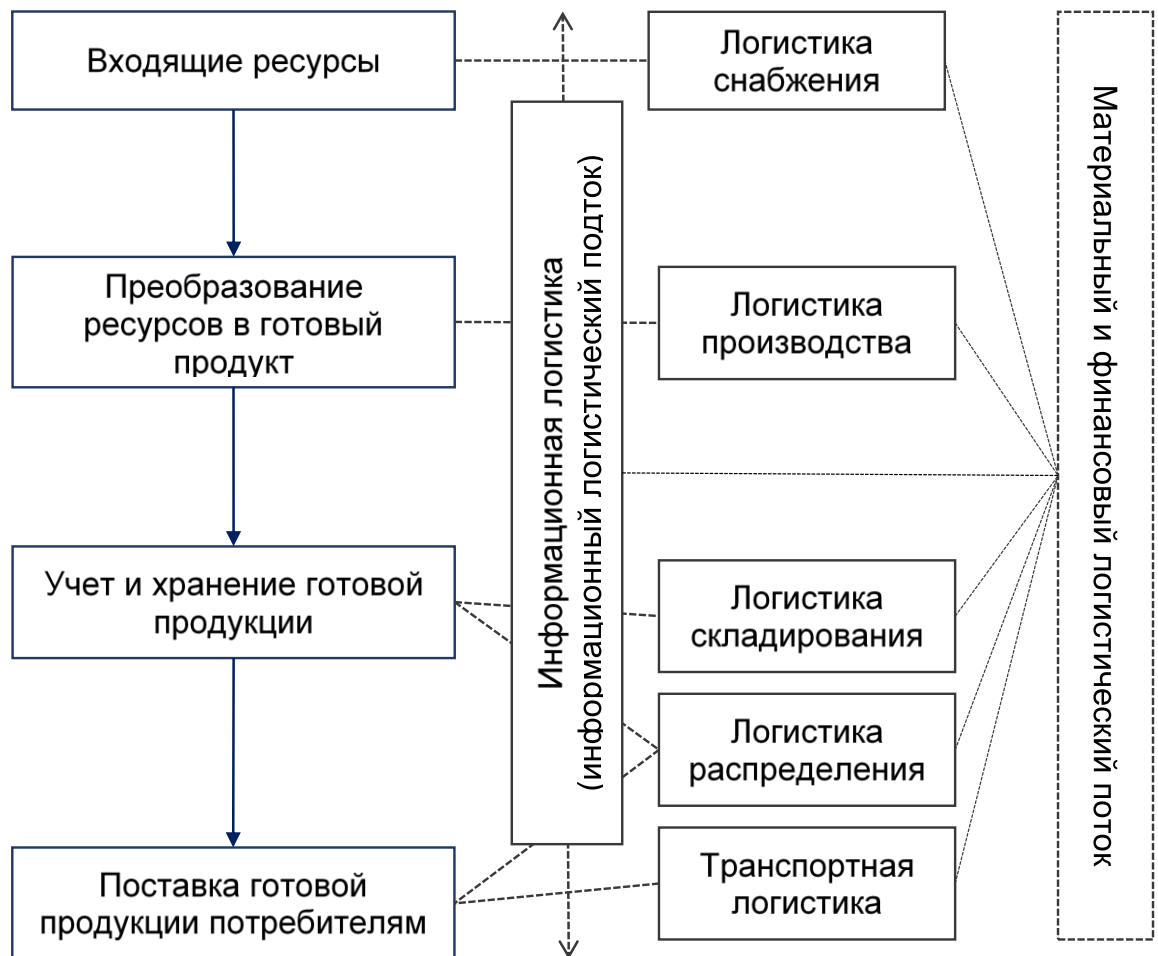 Входящие ресурсы
Логистика
снабжения
Преобразование
ресурсов в готовый
продукт
Логистика
производства
Информационная логистика
(информационный логистический подток)
Материальный и финансовый логистический поток
Учет и хранение готовой
продукции
Логистика
складирования
Логистика
распределения
Поставка готовой
продукции потребителям
Транспортная
логистика